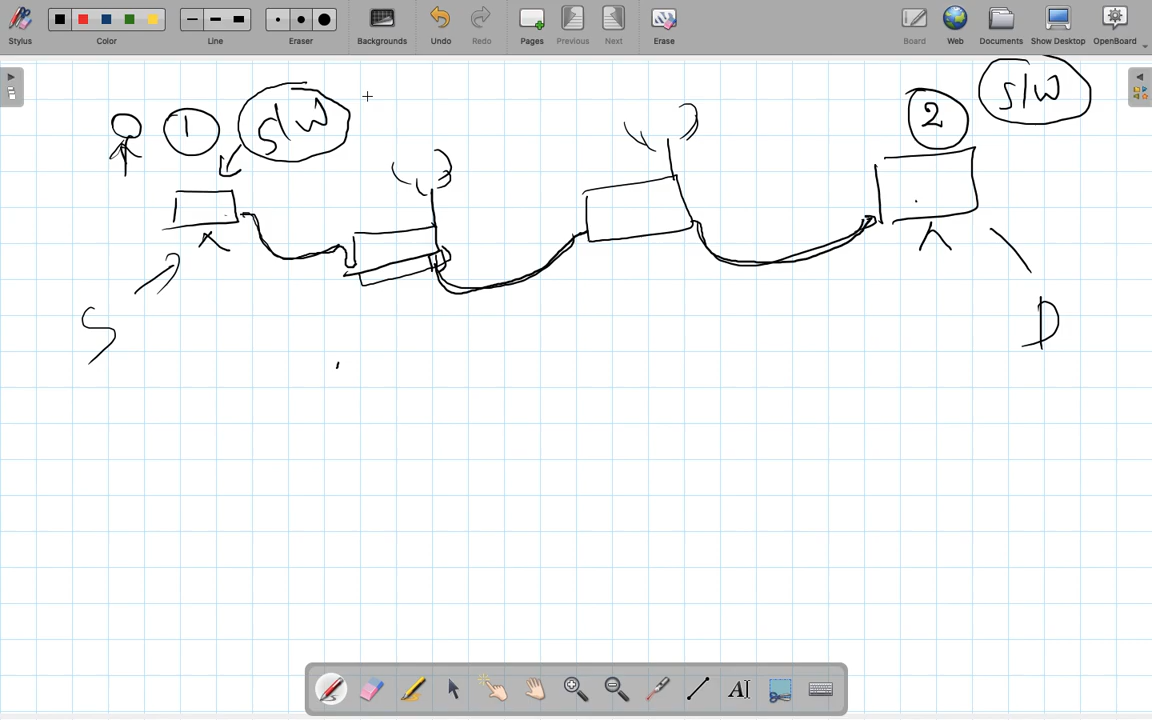 Stylus Color Line Eraser Backgrounds Undo Redo Pages Previous Next Erase Board Web Documents Show Desktop OpenBoard
1 S/W 2 S/W
S D